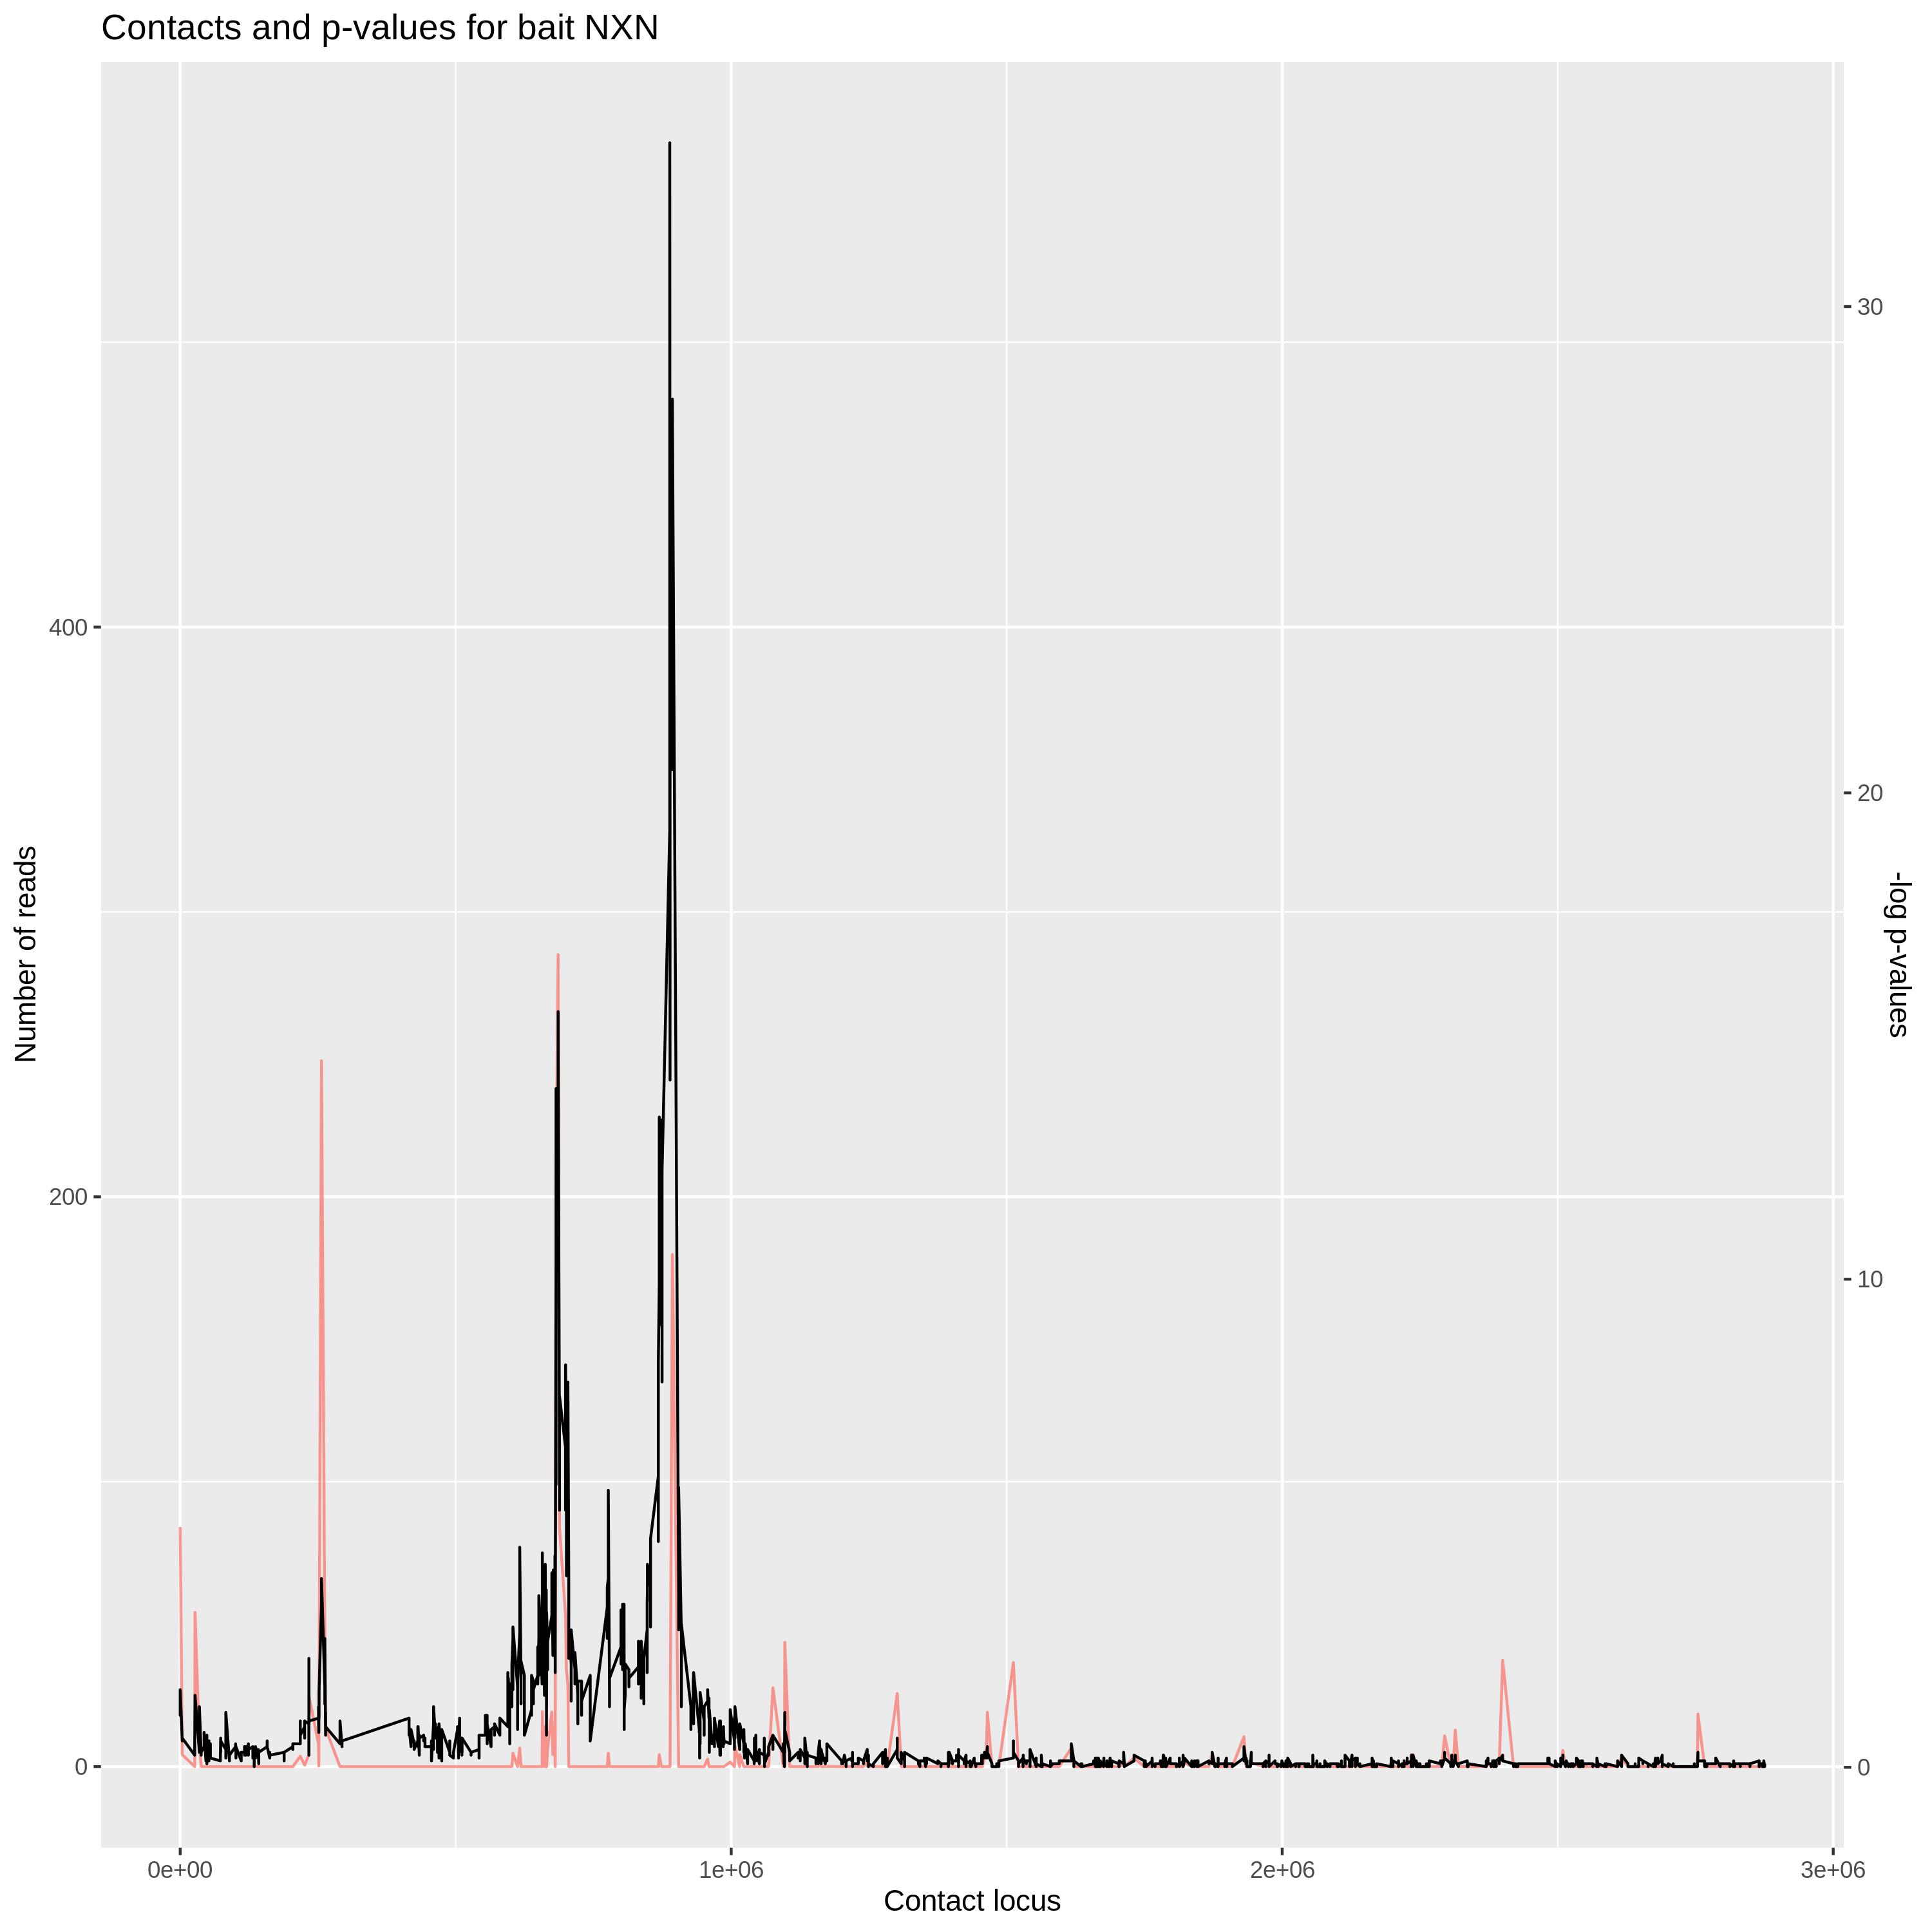 Contacts and p-values for bait NXN
Number of reads
400
200
0
30
20
10
0
-log p-values
0e+00
1e+06
2e+06
3e+06
Contact locus